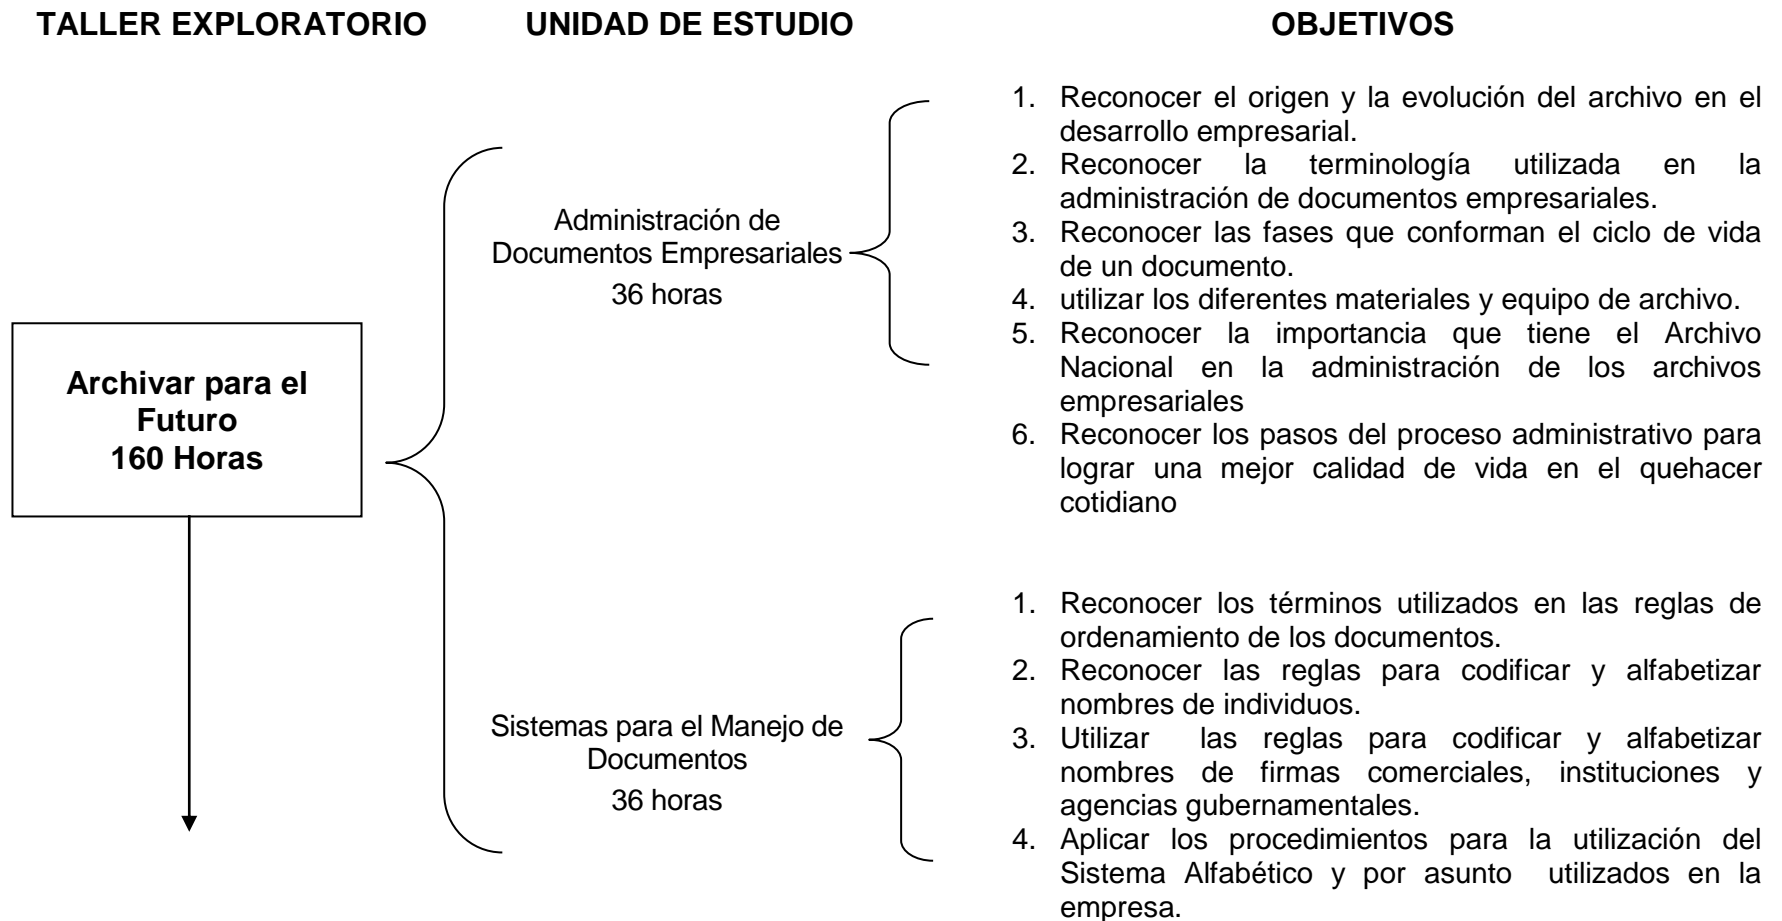 TALLER EXPLORATORIO UNIDAD DE ESTUDIO OBJETIVOS
Archivar para el
Futuro
160 Horas
Administración de
Documentos Empresariales
36 horas
1. Reconocer el origen y la evolución del archivo en el
desarrollo empresarial.
2. Reconocer la terminología utilizada en la
administración de documentos empresariales.
3. Reconocer las fases que conforman el ciclo de vida
de un documento.
4. utilizar los diferentes materiales y equipo de archivo.
5. Reconocer la importancia que tiene el Archivo
Nacional en la administración de los archivos
empresariales
6. Reconocer los pasos del proceso administrativo para
lograr una mejor calidad de vida en el quehacer
cotidiano
Sistemas para el Manejo de
Documentos
36 horas
1. Reconocer los términos utilizados en las reglas de
ordenamiento de los documentos.
2. Reconocer las reglas para codificar y alfabetizar
nombres de individuos.
3. Utilizar las reglas para codificar y alfabetizar
nombres de firmas comerciales, instituciones y
agencias gubernamentales.
4. Aplicar los procedimientos para la utilización del
Sistema Alfabético y por asunto utilizados en la
empresa.